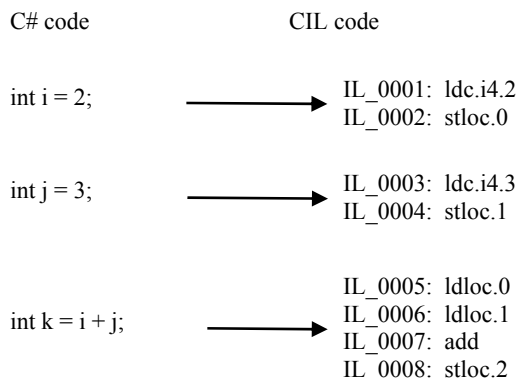 C# code CIL code
int i = 2;
IL_0001: ldc.i4.2
IL_0002: stloc.0
int j = 3;
IL_0003: ldc.i4.3
IL_0004: stloc.1
int k = i + j;
IL_0005: ldloc.0
IL_0006: ldloc.1
IL_0007: add
IL_0008: stloc.2